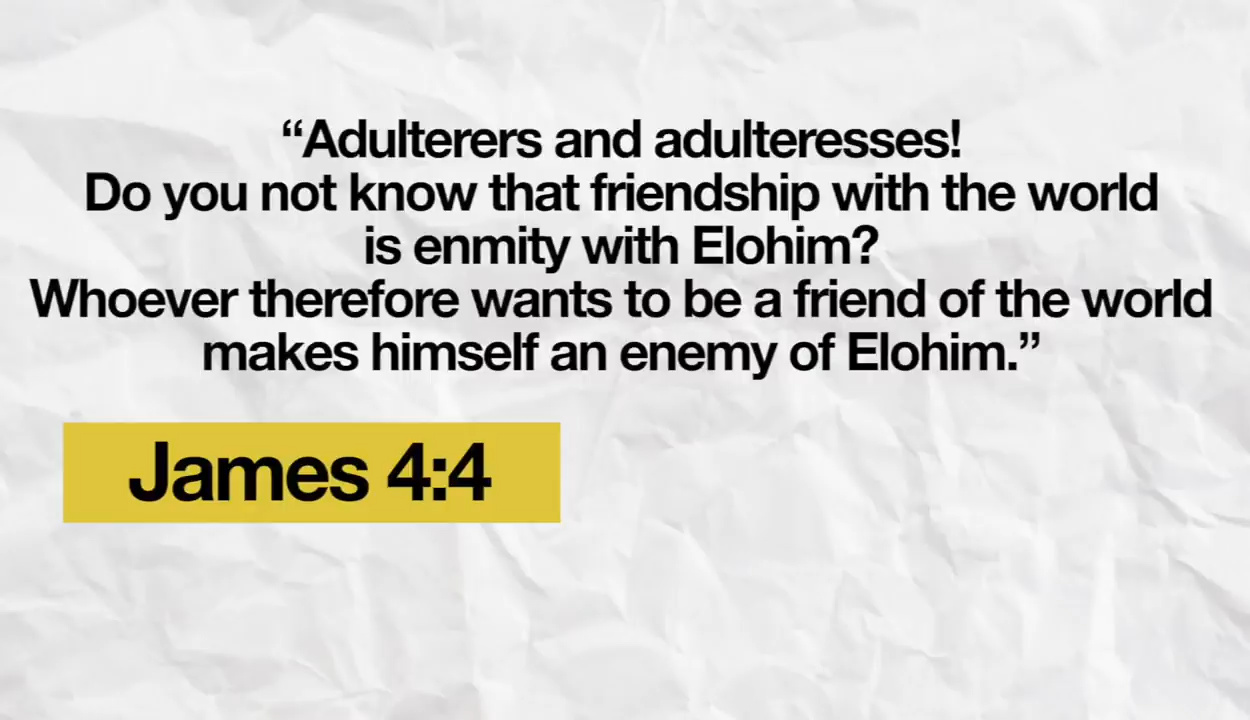 “Adulterers and adulteresses!
Do you not know that friendship with the world
is enmity with Elohim?
Whoever therefore wants to be a friend of the world
makes himself an enemy of Elohim.”
James 4:4